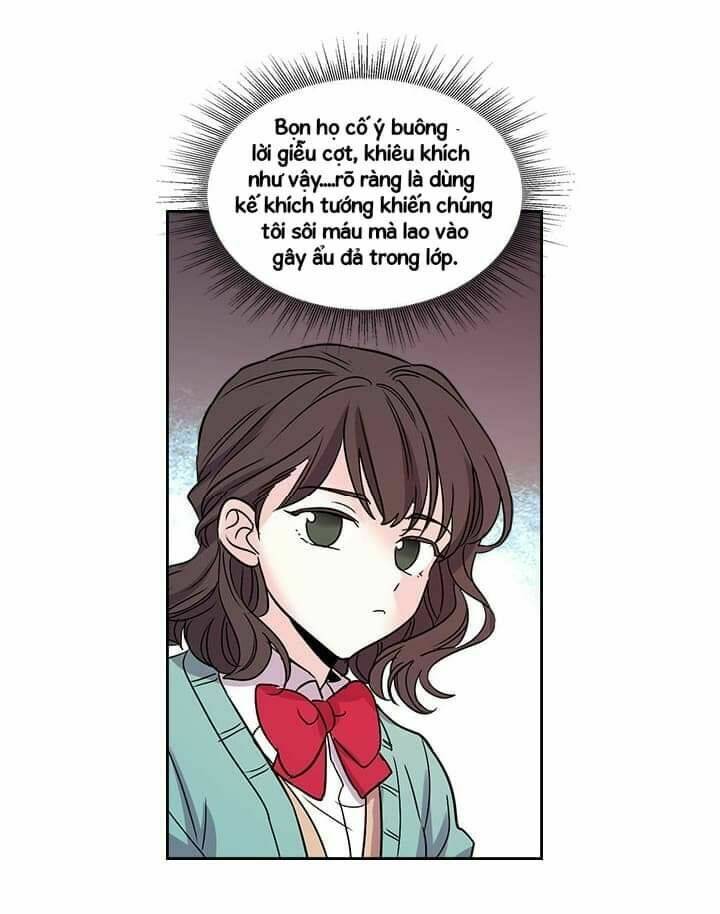 Bọn họ cố ý buông
lời giễu cợt, khiêu khích
như vậy....rõ ràng là dùng
kế khích tướng khiến chúng
tôi sôi máu mà lao vào
gây ẩu đả trong lớp.